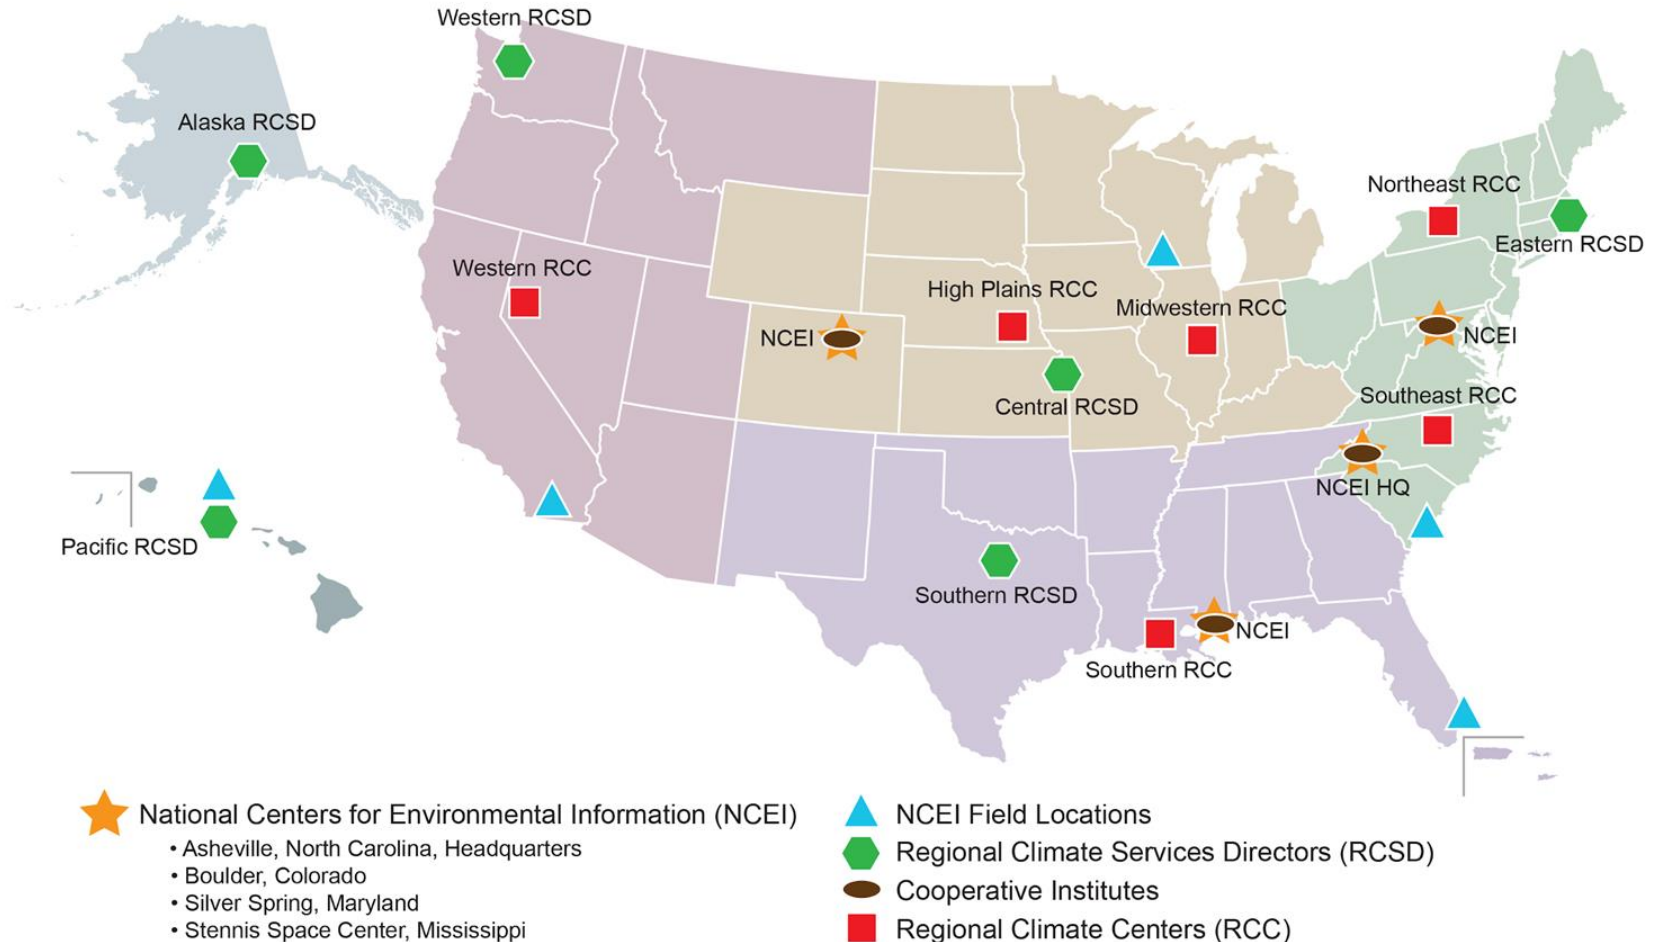 Western RCSD
Alaska RCSD
Northeast RCC
Eastern RCSD
Western RCC
High Plains RCC
Midwestern RCC
NCEI
NCEI
Southeast RCC
Central RCSD
NCEI HQ
Pacific RCSD
Southern RCSD
NCEI
Southern RCC
National Centers for Environmental Information (NCEI)
• Asheville, North Carolina, Headquarters
• Boulder, Colorado
• Silver Spring, Maryland
• Stennis Space Center, Mississippi
NCEI Field Locations
Regional Climate Services Directors (RCSD)
Cooperative Institutes
Regional Climate Centers (RCC)